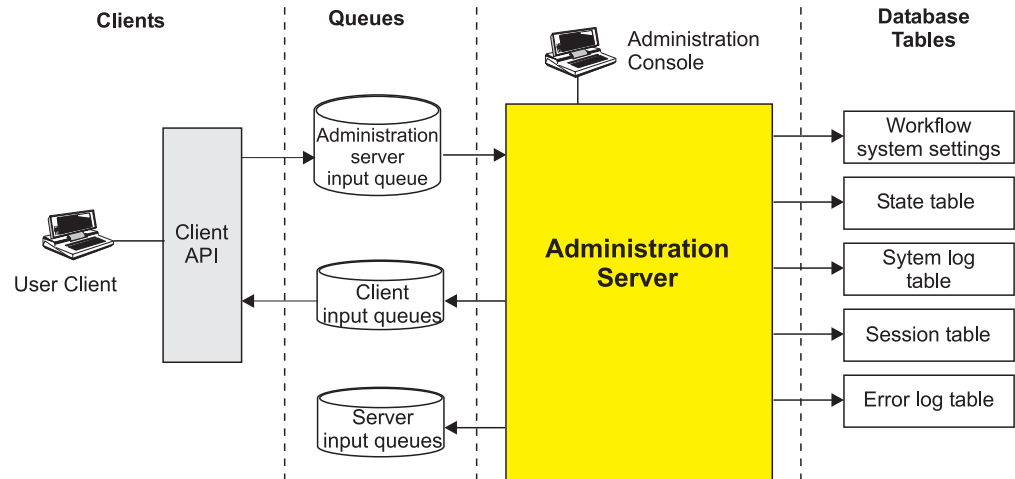 Clients
Queues
Database
Tables
Administration
Console
Administration
server
input queue
Workflow
system settings
State table
Client
API
User Client
Administration
Server
Sytem log
table
Client
input queues
Session table
Server
input queues
Error log table